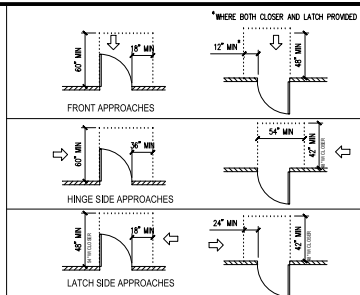 *WHERE BOTH CLOSER AND LATCH PROVIDED
18" MIN
60" MIN
12" MIN*
48" MIN
FRONT APPROACHES
36" MIN
60" MIN
54" MIN
42" MIN
HINGE SIDE APPROACHES
48" MIN
18" MIN
24" MIN
42" MIN
LATCH SIDE APPROACHES